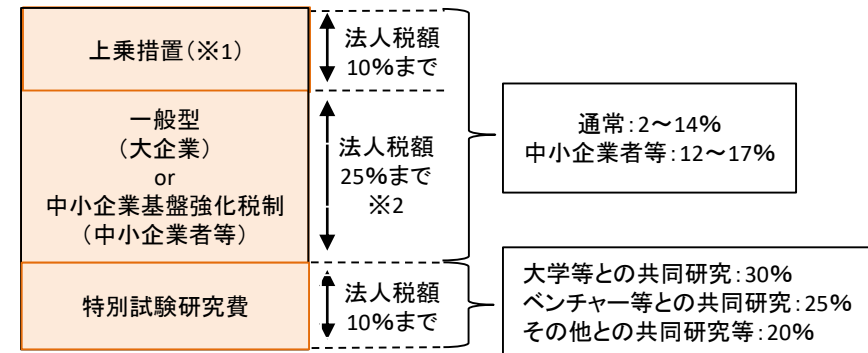 上乗措置(※1)
法人税額
10%まで
一般型
(大企業)
or
中小企業基盤強化税制
(中小企業者等)
法人税額
25%まで
※2
通常:2~14%
中小企業者等:12~17%
特別試験研究費
法人税額
10%まで
大学等との共同研究:30%
ベンチャー等との共同研究:25%
その他との共同研究等:20%